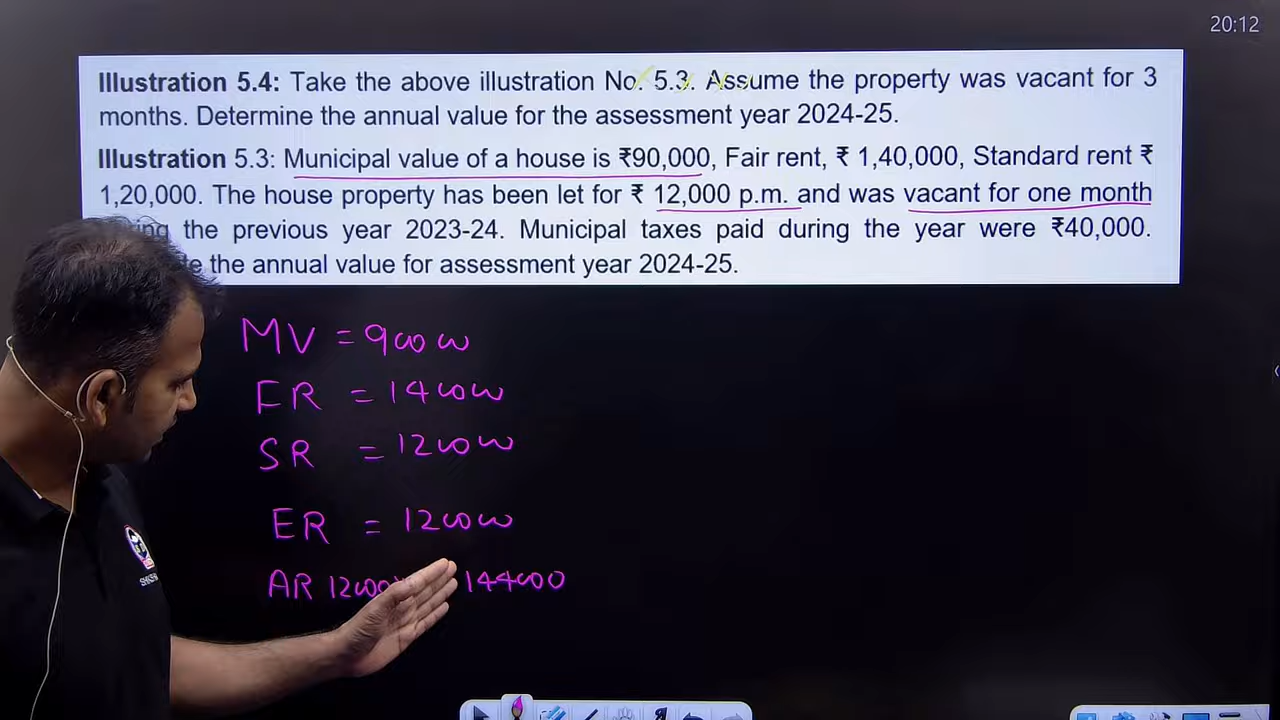 20:12
Illustration 5.4: Take the above illustration No. 5.3. Assume the property was vacant for 3
months. Determine the annual value for the assessment year 2024-25.
Illustration 5.3: Municipal value of a house is ₹90,000, Fair rent, ₹ 1,40,000, Standard rent ₹
1,20,000. The house property has been let for ₹ 12,000 p.m. and was vacant for one month
the previous year 2023-24. Municipal taxes paid during the year were ₹40,000.
the annual value for assessment year 2024-25.
MV = 90000
FR = 140000
SR = 120000
ER = 120000
AR 12000 144000